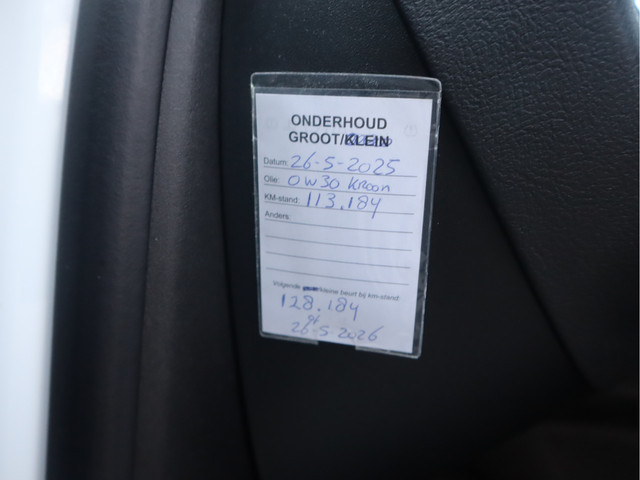 ONDERHOUD
GROOT/KLEIN
Datum: 26-5-2025
Olie: 0W30 Kroon
KM-stand: 113.184
Anders:
Volgende kleine beurt bij km-stand
128.184
of
26-5-2026